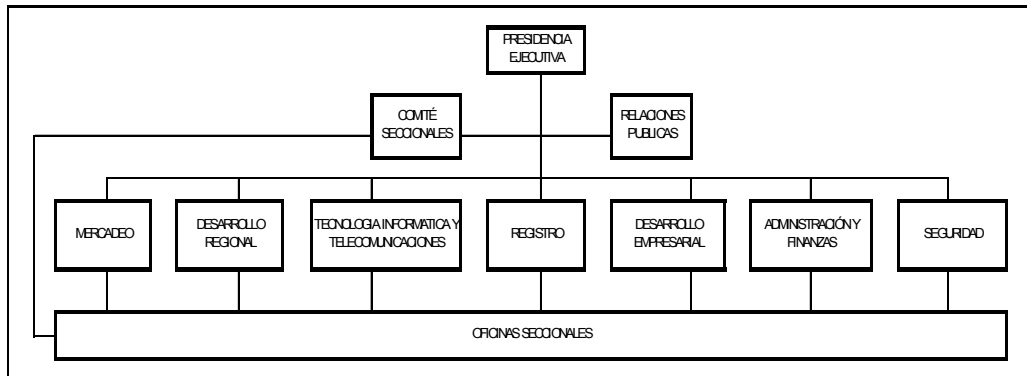 PRESIDENCIA
EJECUTIVA
COMITÉ
SECCIONALES
RELACIONES
PUBLICAS
MERCADEO
DESARROLLO
REGIONAL
TECNOLOGIA INFORMATICA Y
TELECOMUNICACIONES
REGISTRO
DESARROLLO
EMPRESARIAL
ADMINISTRACIÓN Y
FINANZAS
SEGURIDAD
OFICINAS SECCIONALES